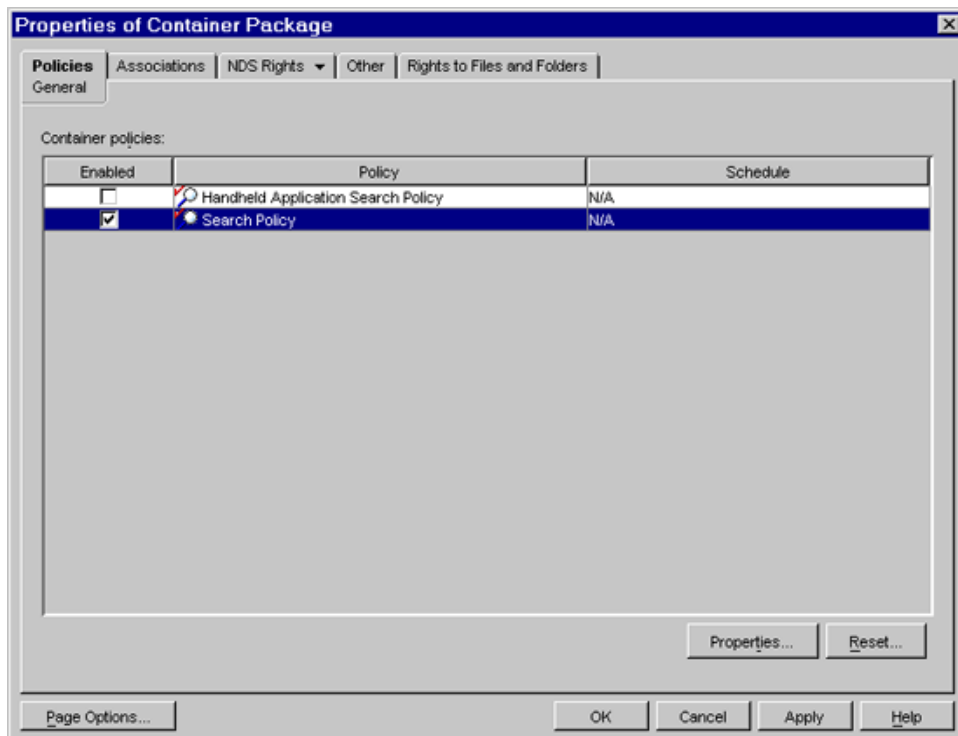 Properties of Container Package
Policies Associations NDS Rights Other Rights to Files and Folders
General
Container policies:
Enabled Policy Schedule
Handheld Application Search Policy N/A
Search Policy N/A
Properties... Reset...
Page Options... OK Cancel Apply Help